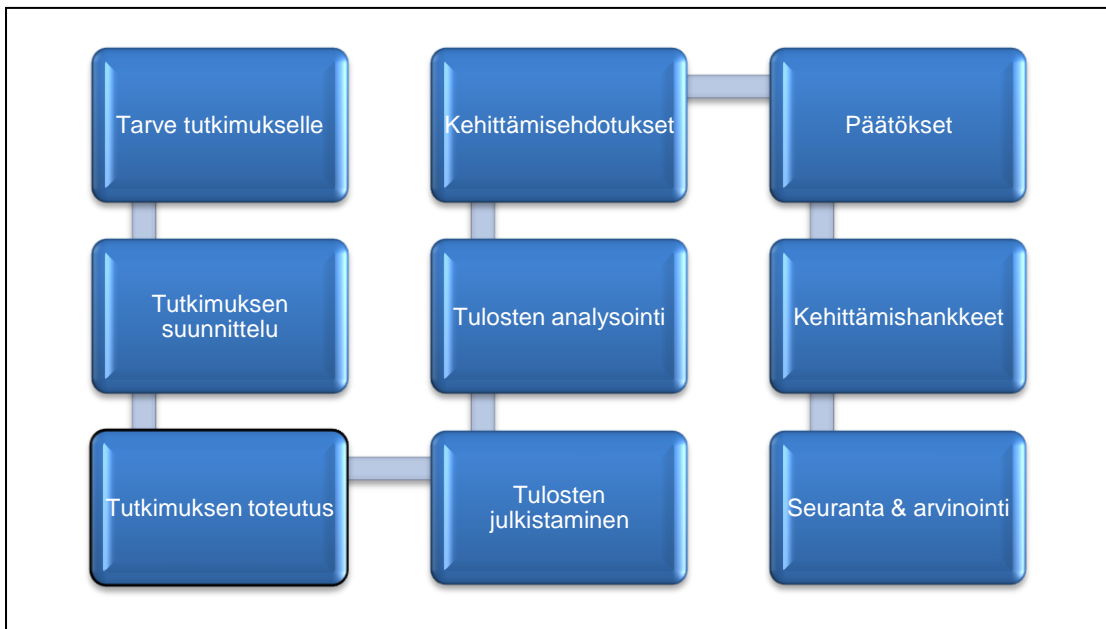 Tarve tutkimukselle
Tutkimuksen
suunnittelu
Tutkimuksen toteutus
Tulosten
julkistaminen
Tulosten analysointi
Kehittämisehdotukset
Päätökset
Kehittämishankkeet
Seuranta & arvinointi